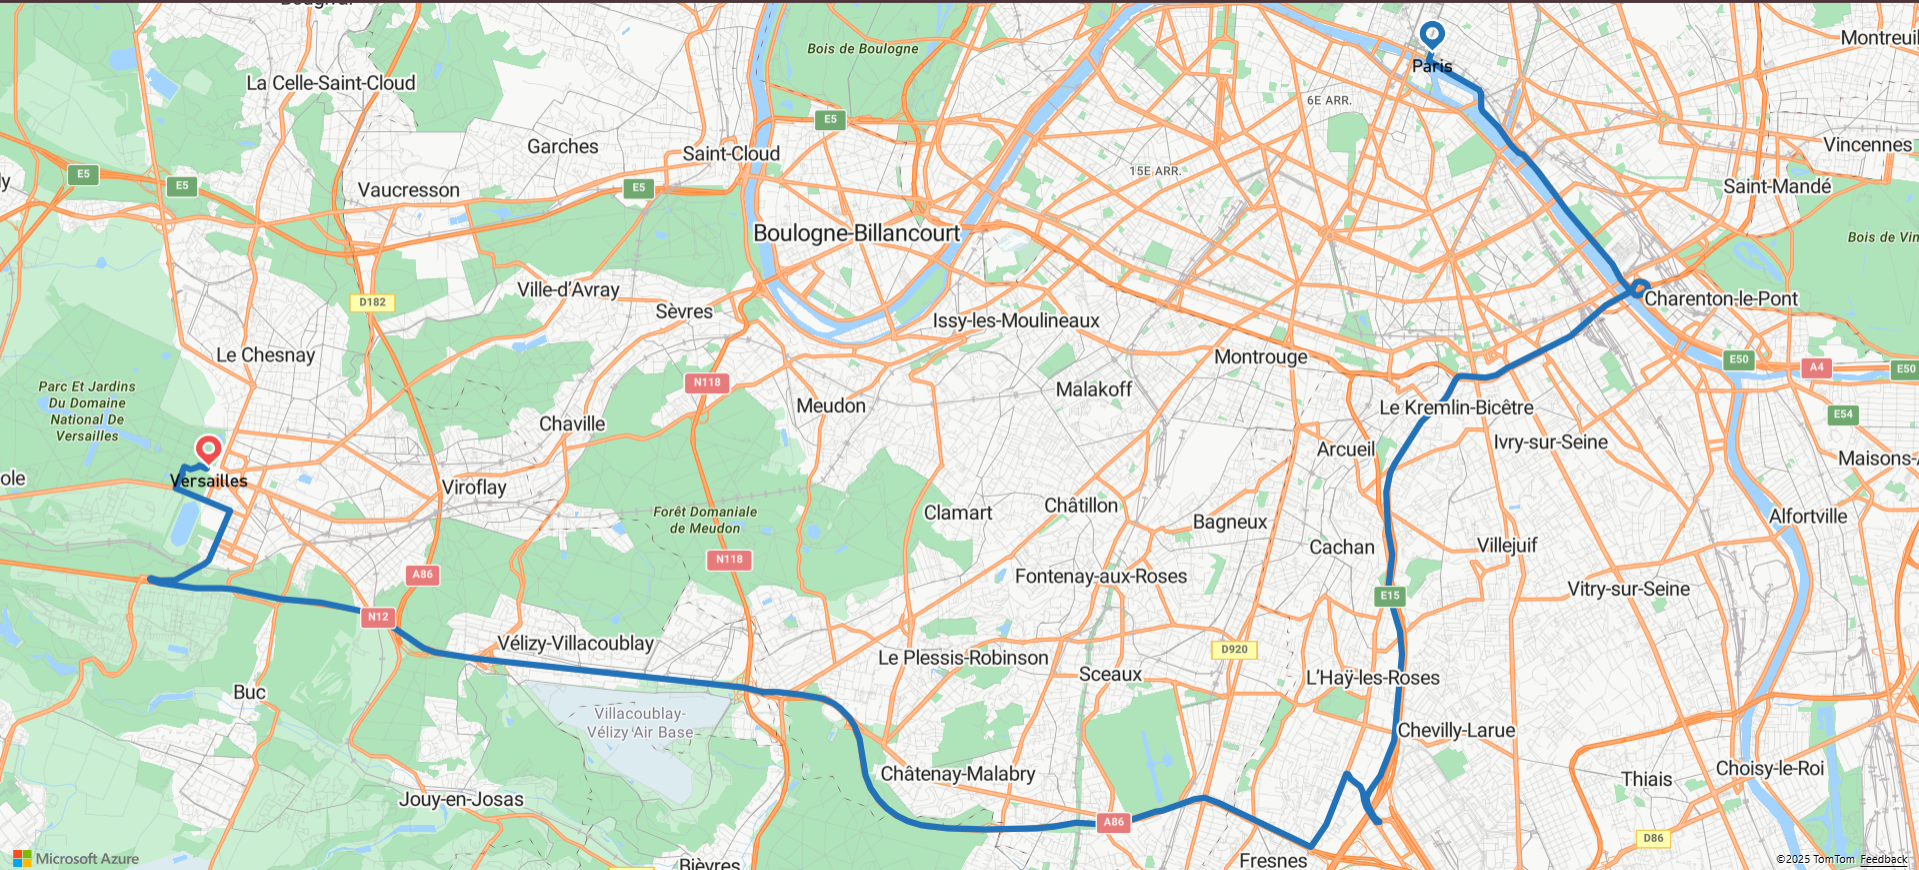 Bois de Boulogne
Paris
Montreuil
La Celle-Saint-Cloud
6E ARR.
E5
Garches
Saint-Cloud
Vincennes
E5
E5
Vaucresson
E5
15E ARR.
Saint-Mandé
Boulogne-Billancourt
Bois de Vin
Ville-d'Avray
D182
Sèvres
Issy-les-Moulineaux
Charenton-le-Pont
Le Chesnay
Montrouge
E50
A4
E50
Parc Et Jardins
Du Domaine
National De
Versailles
N118
Malakoff
Meudon
Le Kremlin-Bicêtre
E54
Chaville
Arcueil
Ivry-sur-Seine
Maisons-A
ole
Versailles
Viroflay
Forêt Domaniale
de Meudon
Clamart
Châtillon
Bagneux
Alfortville
N118
Cachan
Villejuif
A86
Fontenay-aux-Roses
E15
Vitry-sur-Seine
N12
Vélizy-Villacoublay
Le Plessis-Robinson
D920
Sceaux
L'Haÿ-les-Roses
Buc
Villacoublay-
Vélizy Air Base
Chevilly-Larue
Châtenay-Malabry
Thiais
Choisy-le-Roi
Jouy-en-Josas
A86
D86
Microsoft Azure
Bièvres
Fresnes
©2025 TomTom Feedback